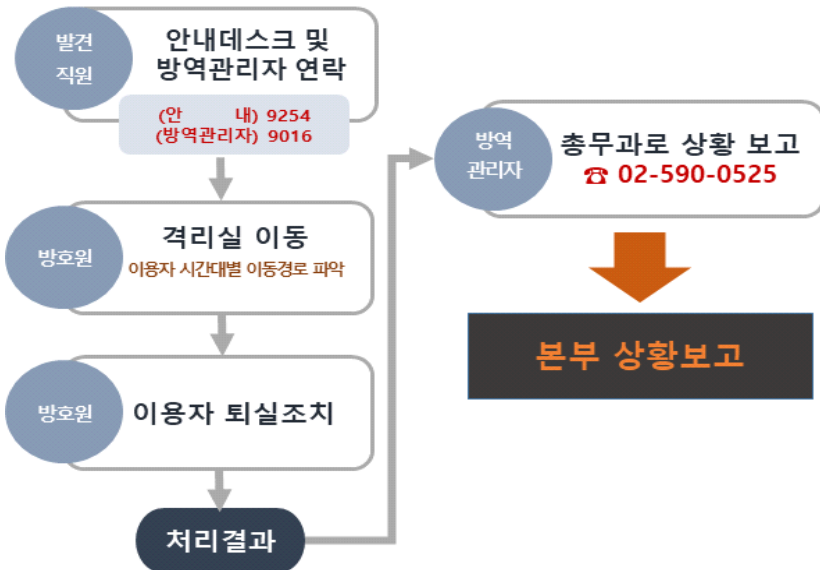 발견
직원
안내데스크 및
방역관리자 연락
(안 내) 9254
(방역관리자) 9016
방호원
격리실 이동
이용자 시간대별 이동경로 파악
방호원
이용자 퇴실조치
처리결과
방역
관리자
총무과로 상황 보고
☎ 02-590-0525
본부 상황보고